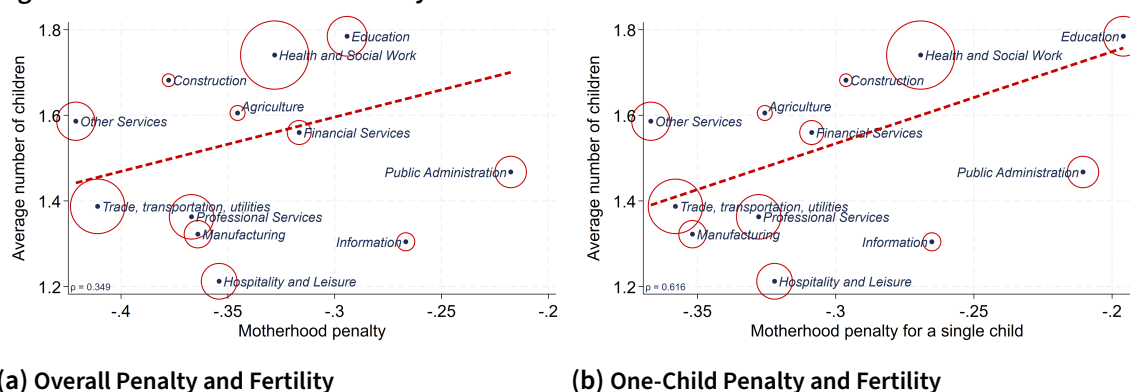 1.8
1.6
1.4
1.2
Average number of children
Education
Health and Social Work
Construction
Agriculture
Other Services
Financial Services
Public Administration
Trade, transportation, utilities
Professional Services
Manufacturing
Information
Hospitality and Leisure
ρ = 0.349
-.4
-.35
-.3
-.25
-.2
Motherhood penalty
(a) Overall Penalty and Fertility
1.8
1.6
1.4
1.2
Average number of children
Education
Health and Social Work
Construction
Agriculture
Other Services
Financial Services
Public Administration
Trade, transportation, utilities
Professional Services
Manufacturing
Information
Hospitality and Leisure
ρ = 0.616
-.35
-.3
-.25
-.2
Motherhood penalty for a single child
(b) One-Child Penalty and Fertility